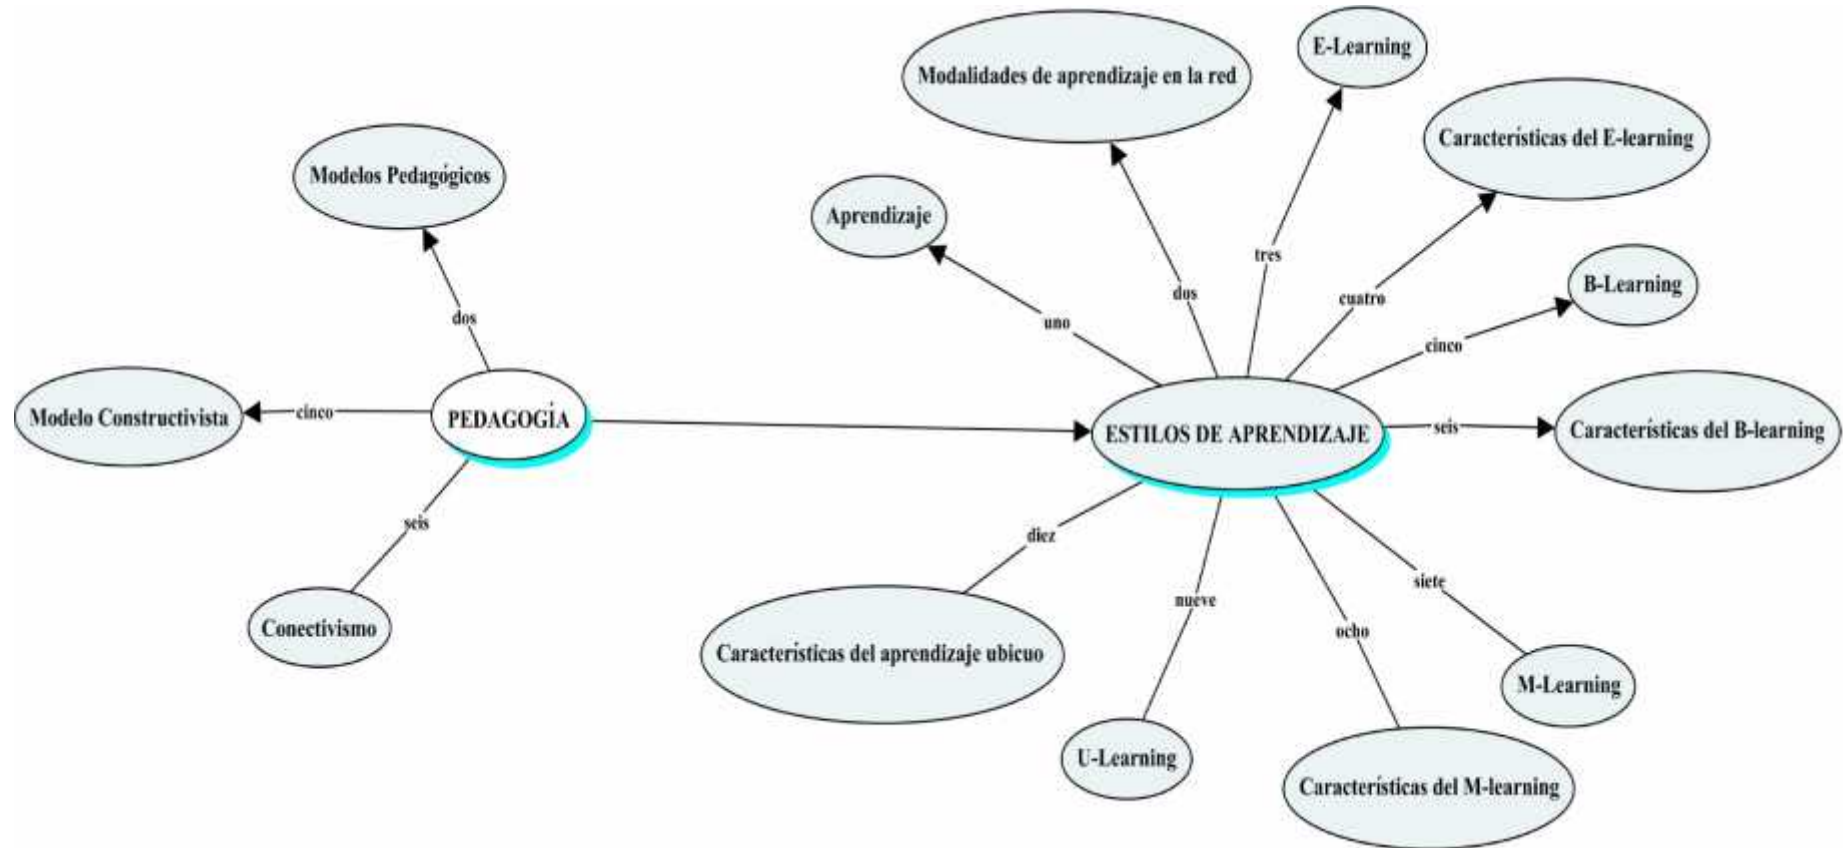 E-Learning
Modalidades de aprendizaje en la red
Características del E-learning
Modelos Pedagógicos
Aprendizaje
tres
B-Learning
dos
cuatro
dos
uno
cinco
Modelo Constructivista
cinco
PEDAGOGÍA
ESTILOS DE APRENDIZAJE
seis
Características del B-learning
seis
diez
siete
nueve
Conectivismo
ocho
Características del aprendizaje ubicuo
M-Learning
U-Learning
Características del M-learning